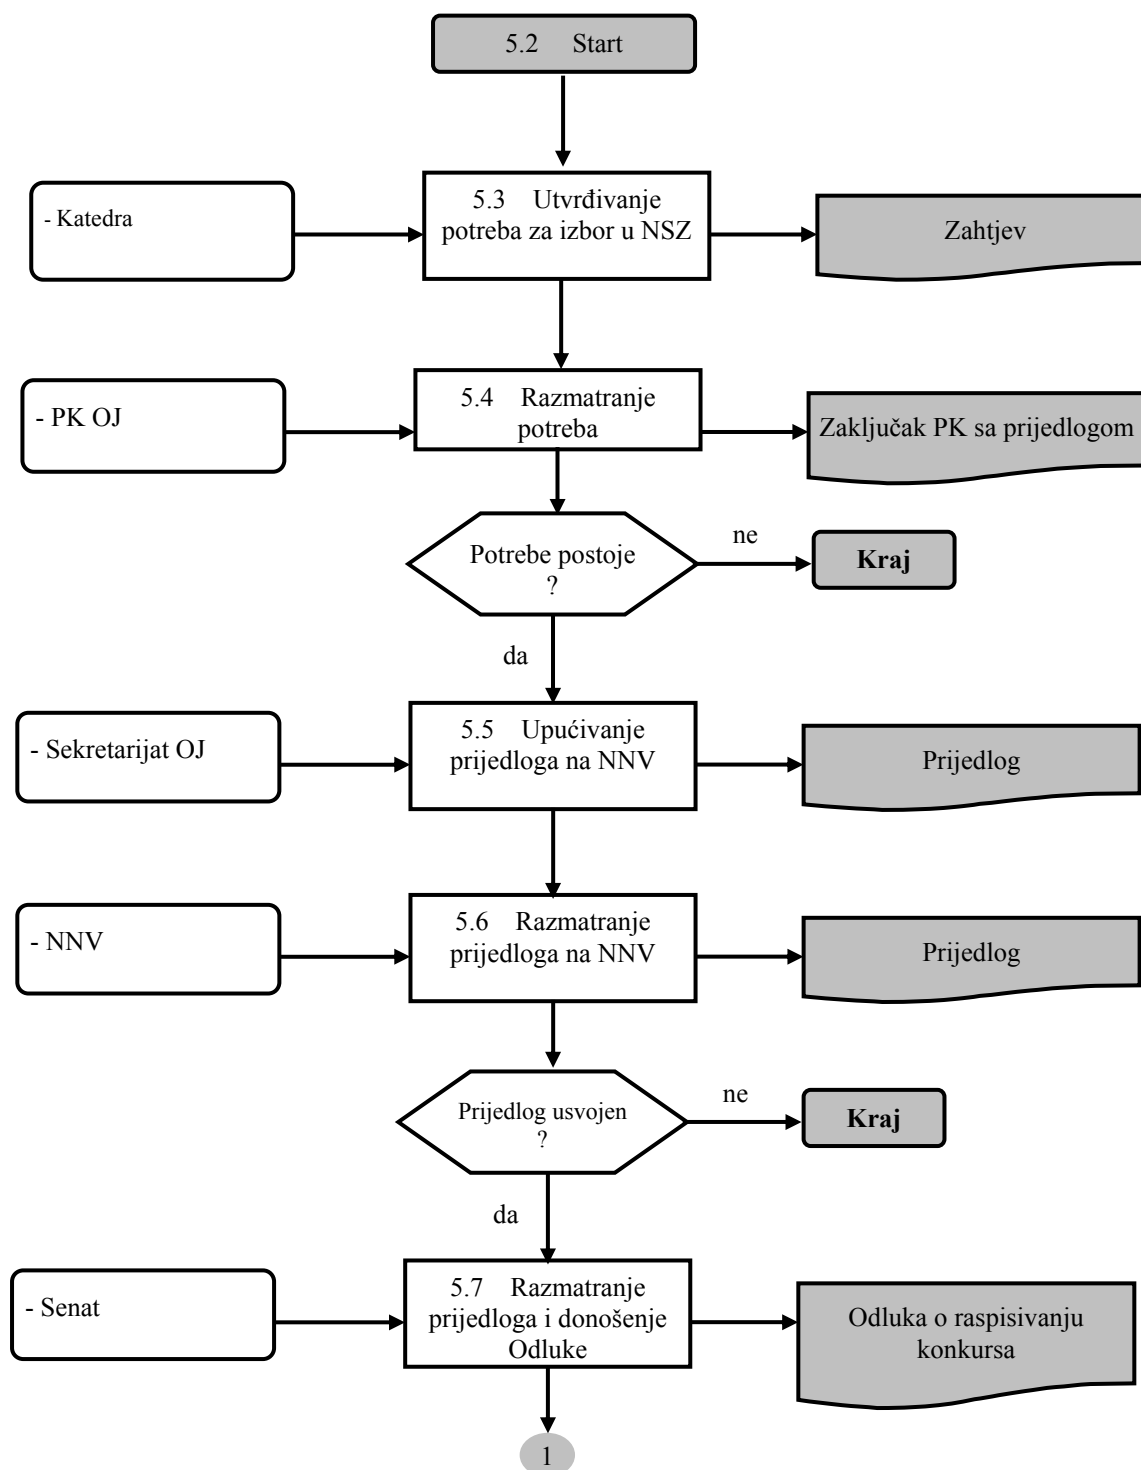 5.2 Start
- Katedra
5.3 Utvrđivanje
potreba za izbor u NSZ
Zahtjev
- PK OJ
5.4 Razmatranje
potreba
Zaključak PK sa prijedlogom
Potrebe postoje
?
ne
Kraj
da
- Sekretarijat OJ
5.5 Upućivanje
prijedloga na NNV
Prijedlog
- NNV
5.6 Razmatranje
prijedloga na NNV
Prijedlog
Prijedlog usvojen
?
ne
Kraj
da
- Senat
5.7 Razmatranje
prijedloga i donošenje
Odluke
Odluka o raspisivanju
konkursa
1